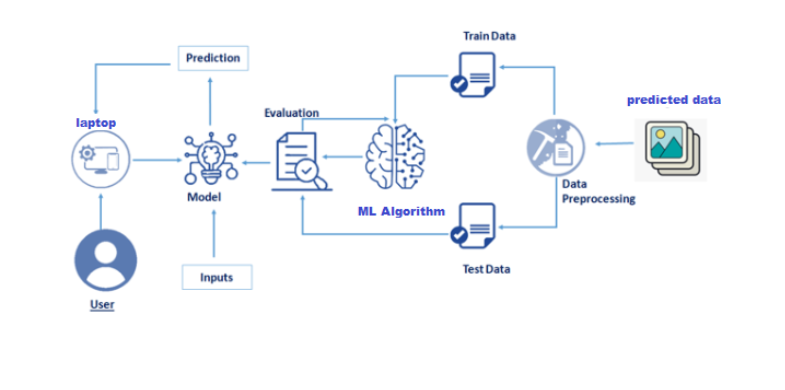 Train Data
Prediction
predicted data
Evaluation
laptop
Data
Preprocessing
Model
ML Algorithm
Inputs
Test Data
User